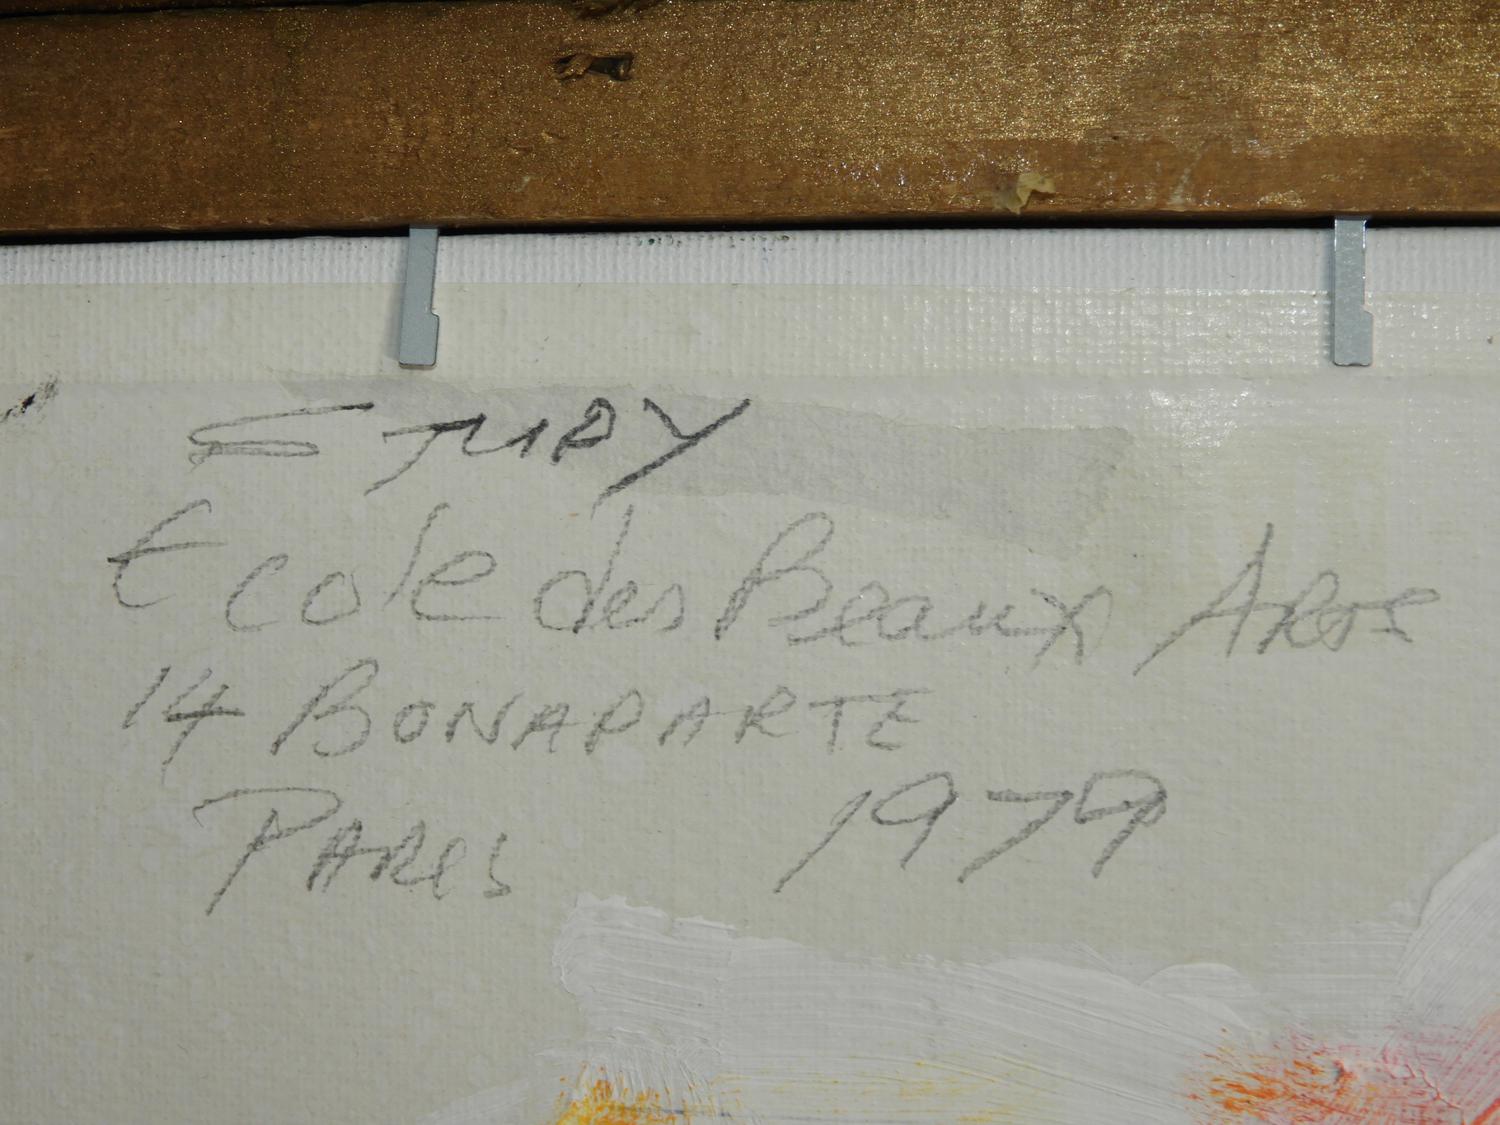 STUDY
Ecole des Beaux Arts
14 BONAPARTE
PARIS 1979